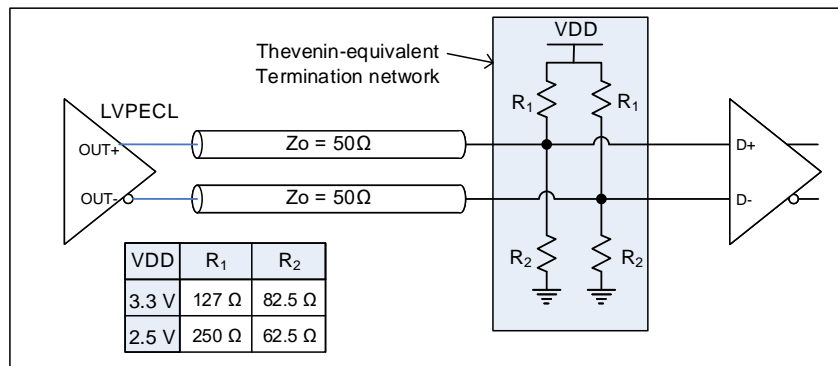 VDD
Thevenin-equivalent
Termination network
R1 R1
LVPECL
OUT+ Zo = 50Ω D+
OUT- Zo = 50Ω D-
R2 R2
VDD R1 R2
3.3 V 127 Ω 82.5 Ω
2.5 V 250 Ω 62.5 Ω